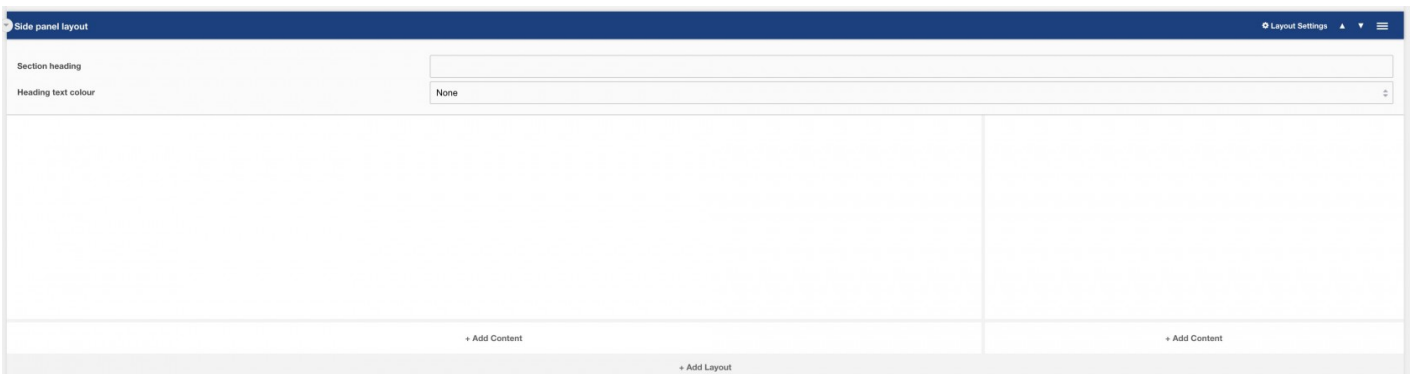 Side panel layout Layout Settings ▲ ▼
Section heading
Heading text colour None
+ Add Content + Add Content
+ Add Layout